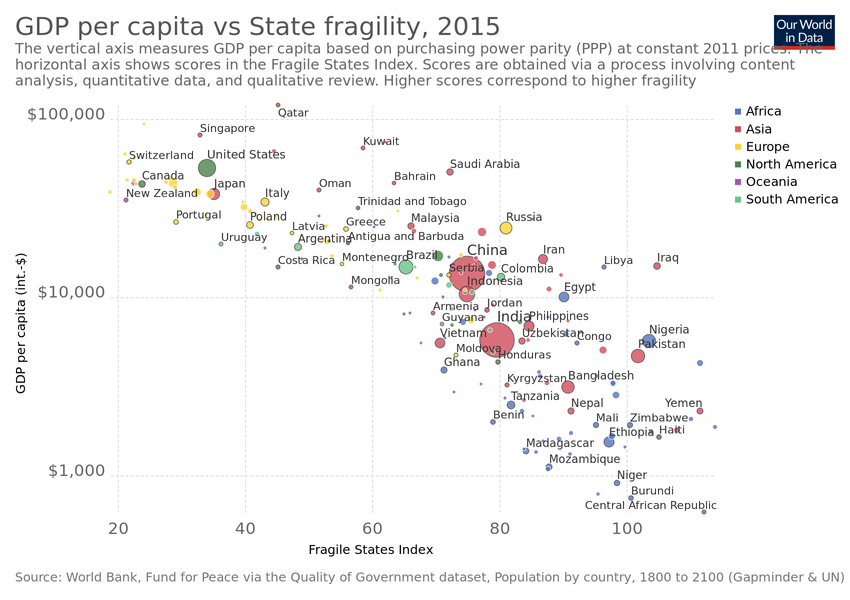 GDP per capita vs State fragility, 2015
Our World
in Data
The vertical axis measures GDP per capita based on purchasing power parity (PPP) at constant 2011 prices. The
horizontal axis shows scores in the Fragile States Index. Scores are obtained via a process involving content
analysis, quantitative data, and qualitative review. Higher scores correspond to higher fragility
$100,000
Qatar
Africa
Singapore
Asia
Kuwait
Europe
Switzerland
United States
North America
Saudi Arabia
Oceania
Canada
Japan
Oman
Bahrain
South America
New Zealand
Italy
Trinidad and Tobago
Portugal
Poland
Latvia
Greece
Malaysia
Russia
Uruguay
Argentina
Antigua and Barbuda
Costa Rica
Montenegro
Brazil
China
Iran
Libya
Iraq
Serbia
Colombia
Mongolia
Indonesia
Egypt
$10,000
Armenia
Jordan
Guyana
India
Philippines
Vietnam
Uzbekistan
Congo
Nigeria
Moldova
Honduras
Pakistan
Ghana
Kyrgyzstan
Bangladesh
Tanzania
Nepal
Yemen
Benin
Mali
Zimbabwe
Ethiopia
Haiti
Madagascar
Mozambique
$1,000
Niger
Burundi
Central African Republic
20
40
60
80
100
GDP per capita (int.-$)
Fragile States Index
Source: World Bank, Fund for Peace via the Quality of Government dataset, Population by country, 1800 to 2100 (Gapminder & UN)